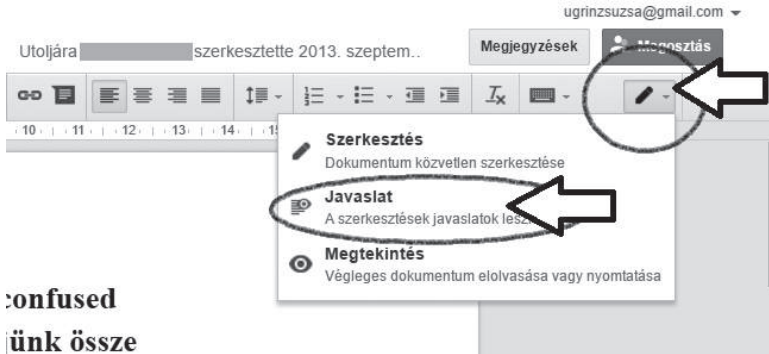 ugrinzsuzsa@gmail.com
Utoljára szerkesztette 2013. szeptem..
Megjegyzések
Megosztás
10 11 12 13 14
Szerkesztés
Dokumentum közvetlen szerkesztése
Javaslat
A szerkesztések javaslatok
Megtekintés
Végleges dokumentum elolvasása vagy nyomtatása
confused
jünk össze